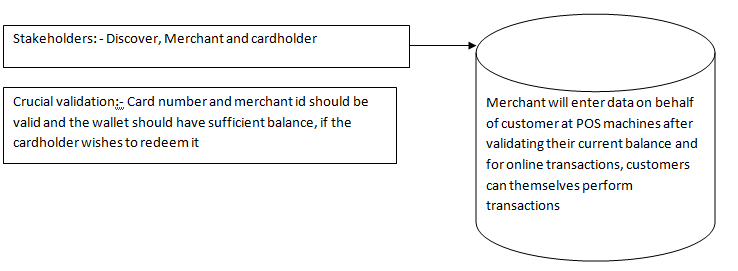 Stakeholders: - Discover, Merchant and cardholder
Crucial validation:- Card number and merchant id should be
valid and the wallet should have sufficient balance, if the
cardholder wishes to redeem it
Merchant will enter data on behalf
of customer at POS machines after
validating their current balance and
for online transactions, customers
can themselves perform
transactions